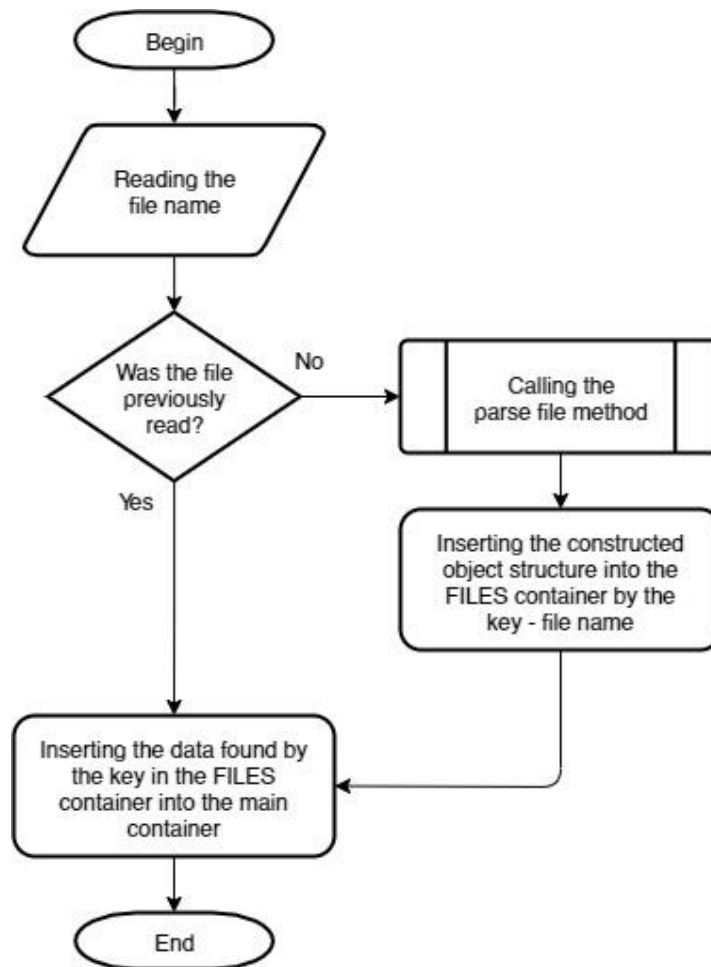 Begin
Reading the
file name
Was the file
previously
read?
No
Yes
Calling the
parse file method
Inserting the constructed
object structure into the
FILES container by the
key - file name
Inserting the data found by
the key in the FILES
container into the main
container
End